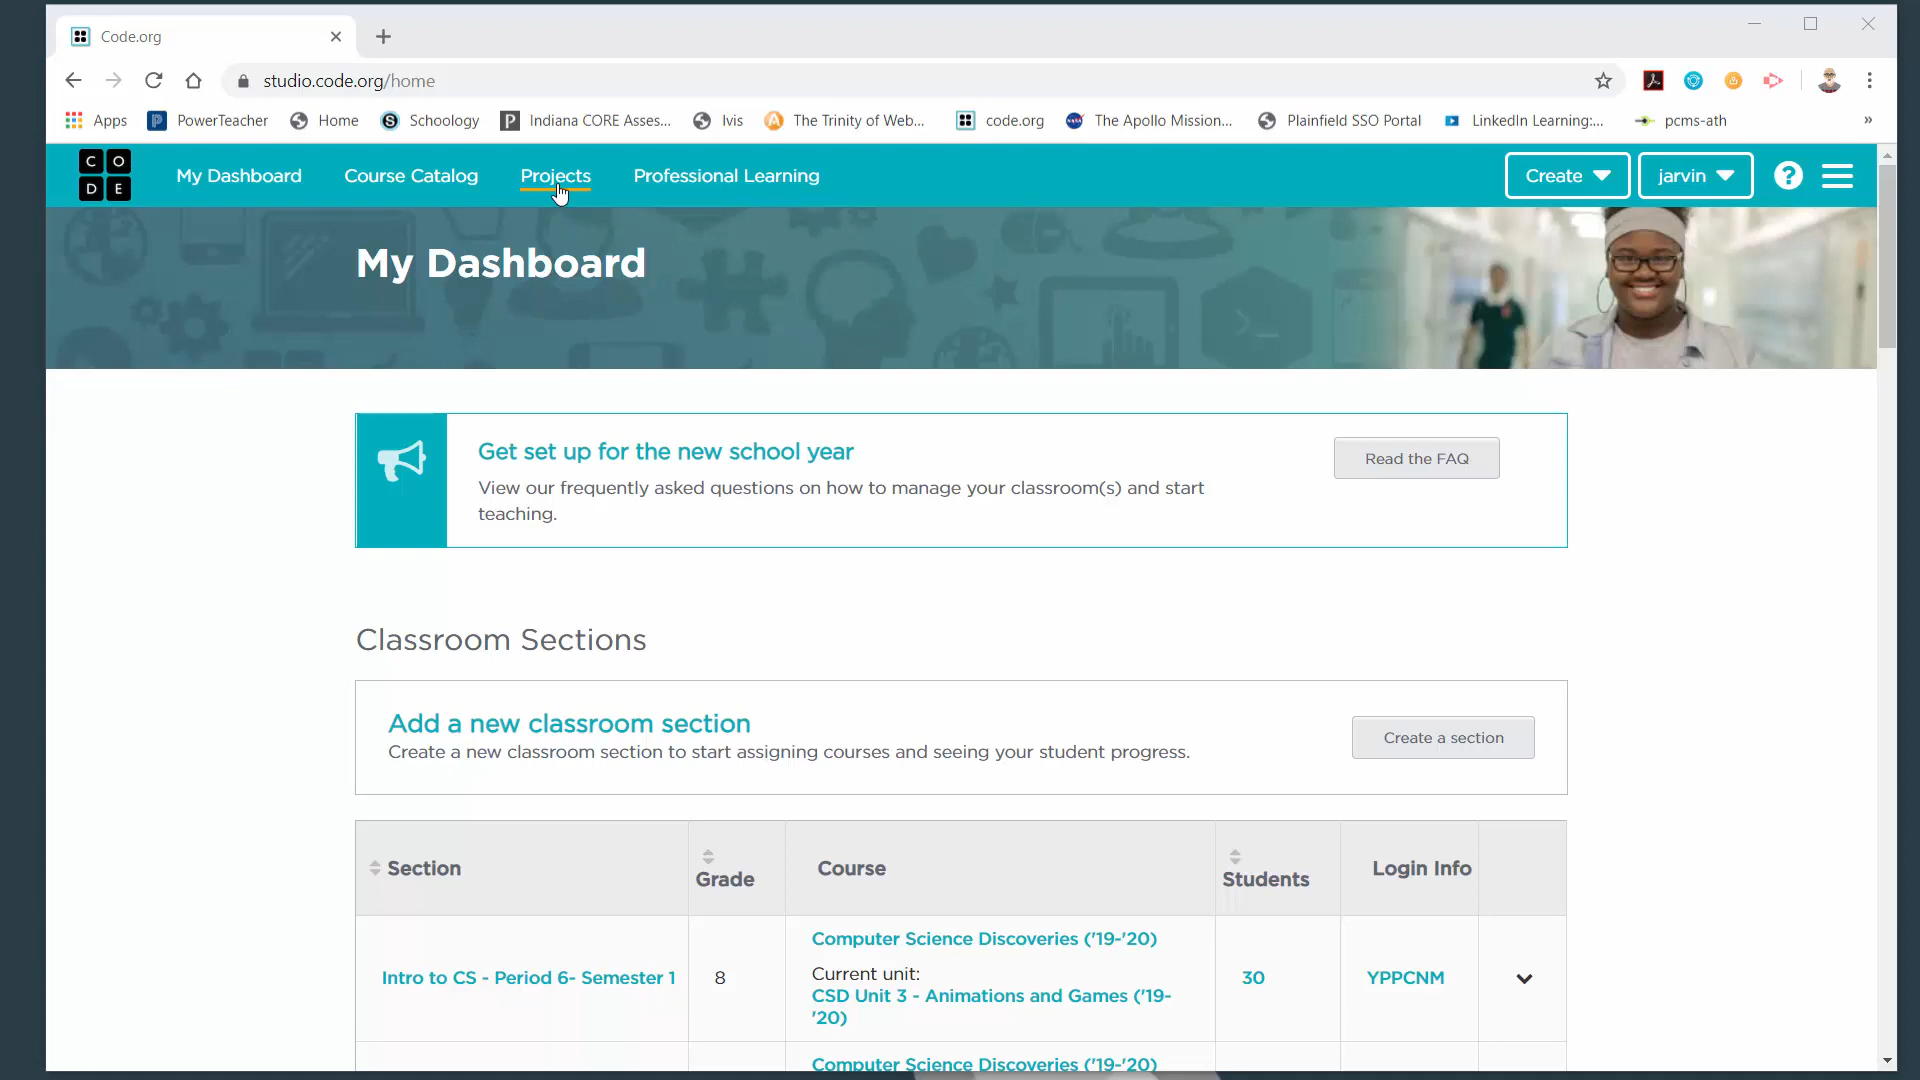 Code.org
studio.code.org/home
Apps PowerTeacher Home Schoology Indiana CORE Asses... Ivis The Trinity of Web... code.org The Apollo Mission... Plainfield SSO Portal LinkedIn Learning:... pcms-ath »
C O
D E
My Dashboard Course Catalog Projects Professional Learning Create jarvin ?
My Dashboard
Get set up for the new school year
View our frequently asked questions on how to manage your classroom(s) and start
teaching.
Read the FAQ
Classroom Sections
Add a new classroom section
Create a new classroom section to start assigning courses and seeing your student progress.
Create a section
Section Grade Course Students Login Info
Computer Science Discoveries ('19-'20)
Intro to CS - Period 6- Semester 1 8 Current unit: 30 YPPCNM
CSD Unit 3 - Animations and Games ('19-
'20)
Computer Science Discoveries ('19-'20)